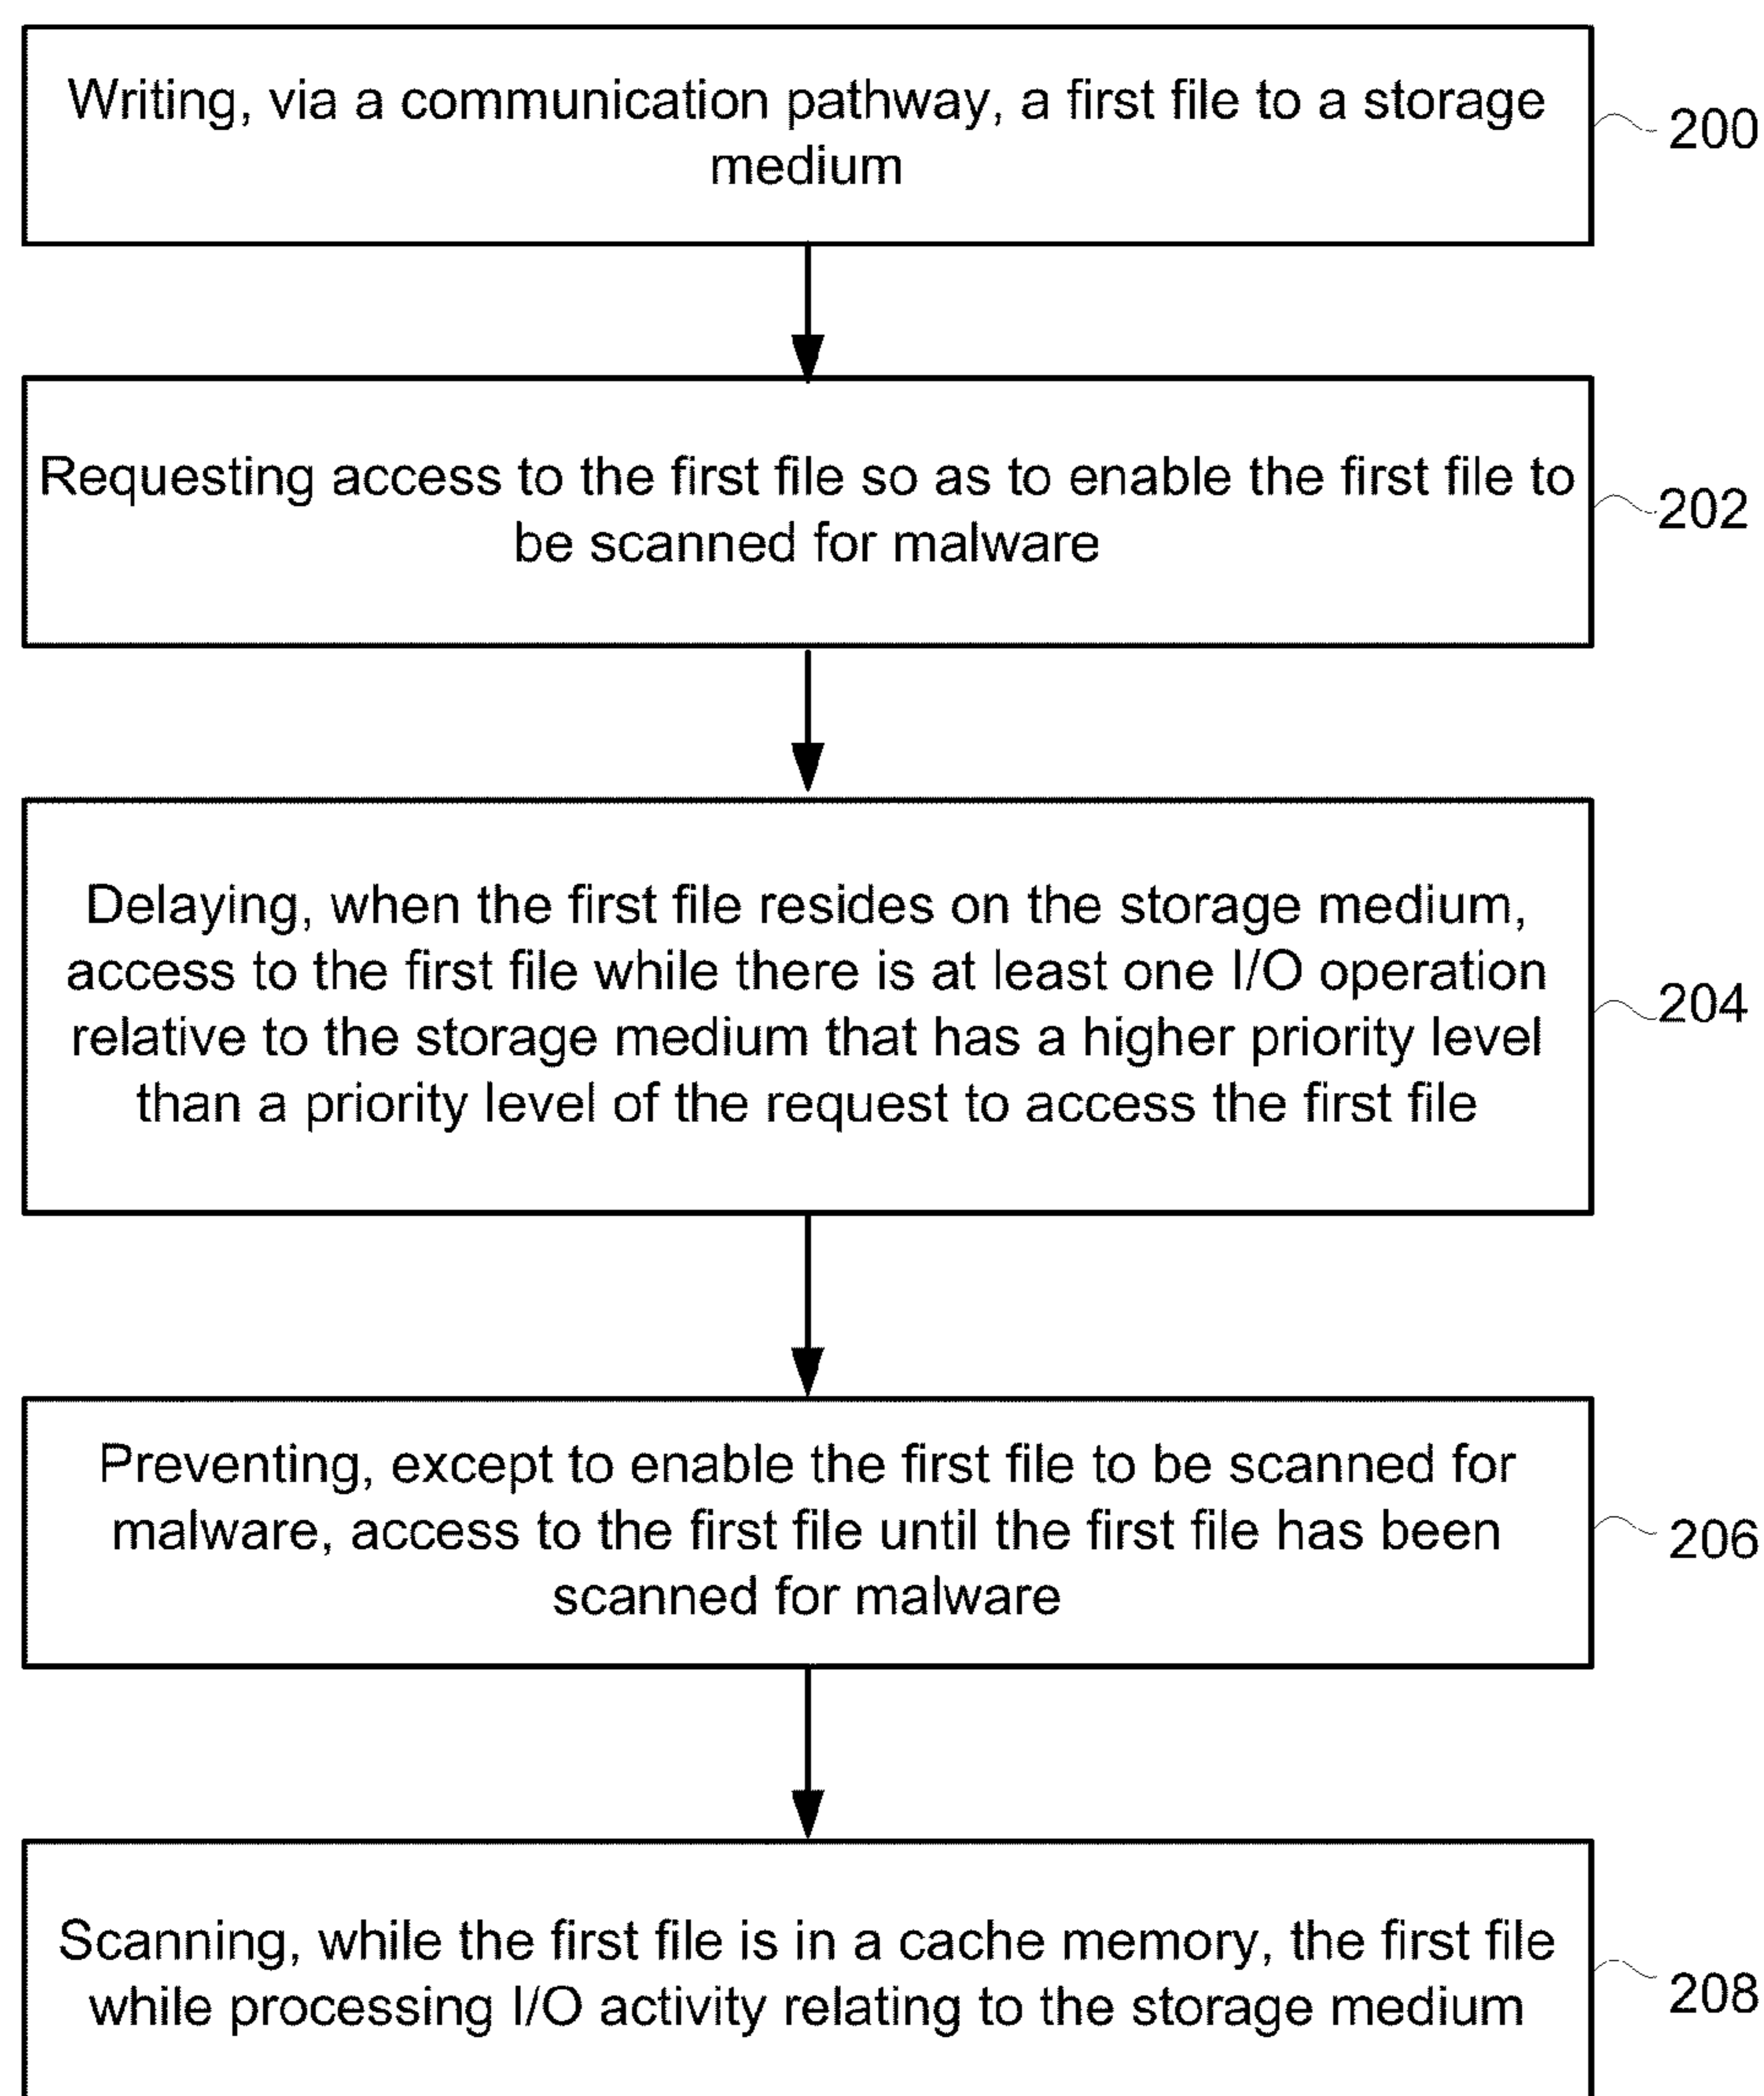 Writing, via a communication pathway, a first file to a storage
medium
200
Requesting access to the first file so as to enable the first file to
be scanned for malware
202
Delaying, when the first file resides on the storage medium,
access to the first file while there is at least one I/O operation
relative to the storage medium that has a higher priority level
than a priority level of the request to access the first file
204
Preventing, except to enable the first file to be scanned for
malware, access to the first file until the first file has been
scanned for malware
206
Scanning, while the first file is in a cache memory, the first file
while processing I/O activity relating to the storage medium
208